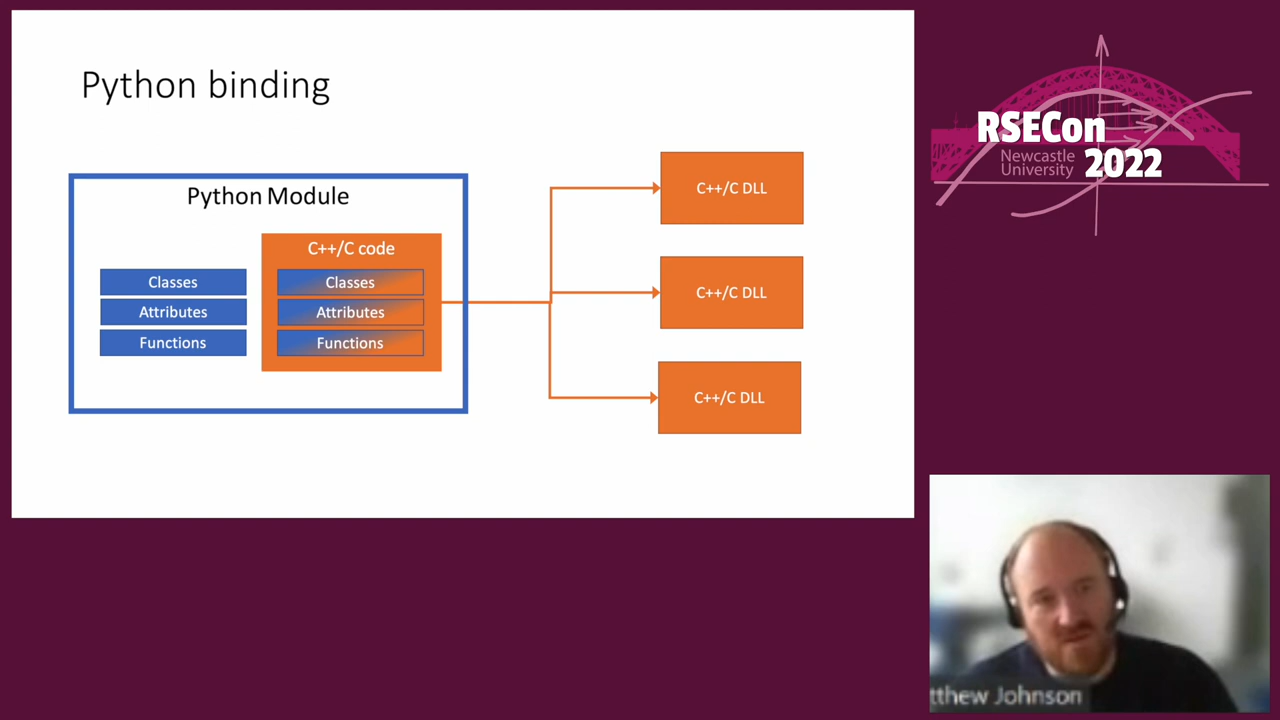 Python binding
Python Module
C++/C code
Classes
Attributes
Functions
Classes
Attributes
Functions
C++/C DLL
C++/C DLL
C++/C DLL
RSECon
Newcastle
University 2022
tthew Johnson